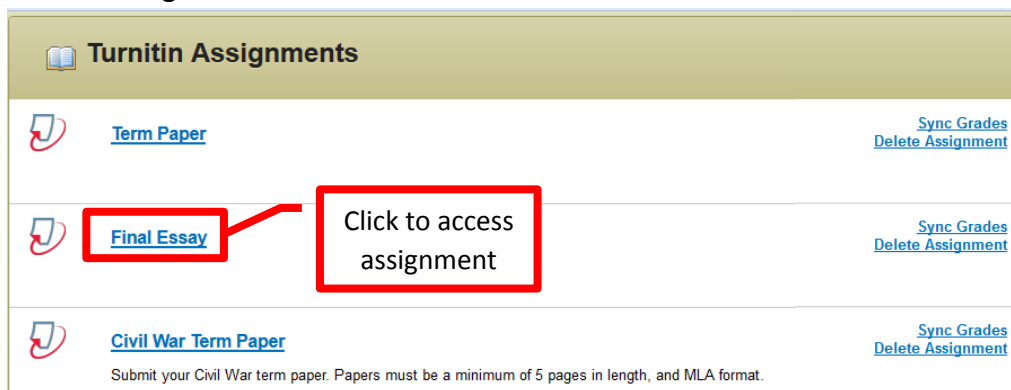 Turnitin Assignments
Term Paper
Sync Grades
Delete Assignment
Final Essay
Click to access
assignment
Sync Grades
Delete Assignment
Civil War Term Paper
Sync Grades
Delete Assignment
Submit your Civil War term paper. Papers must be a minimum of 5 pages in length, and MLA format.